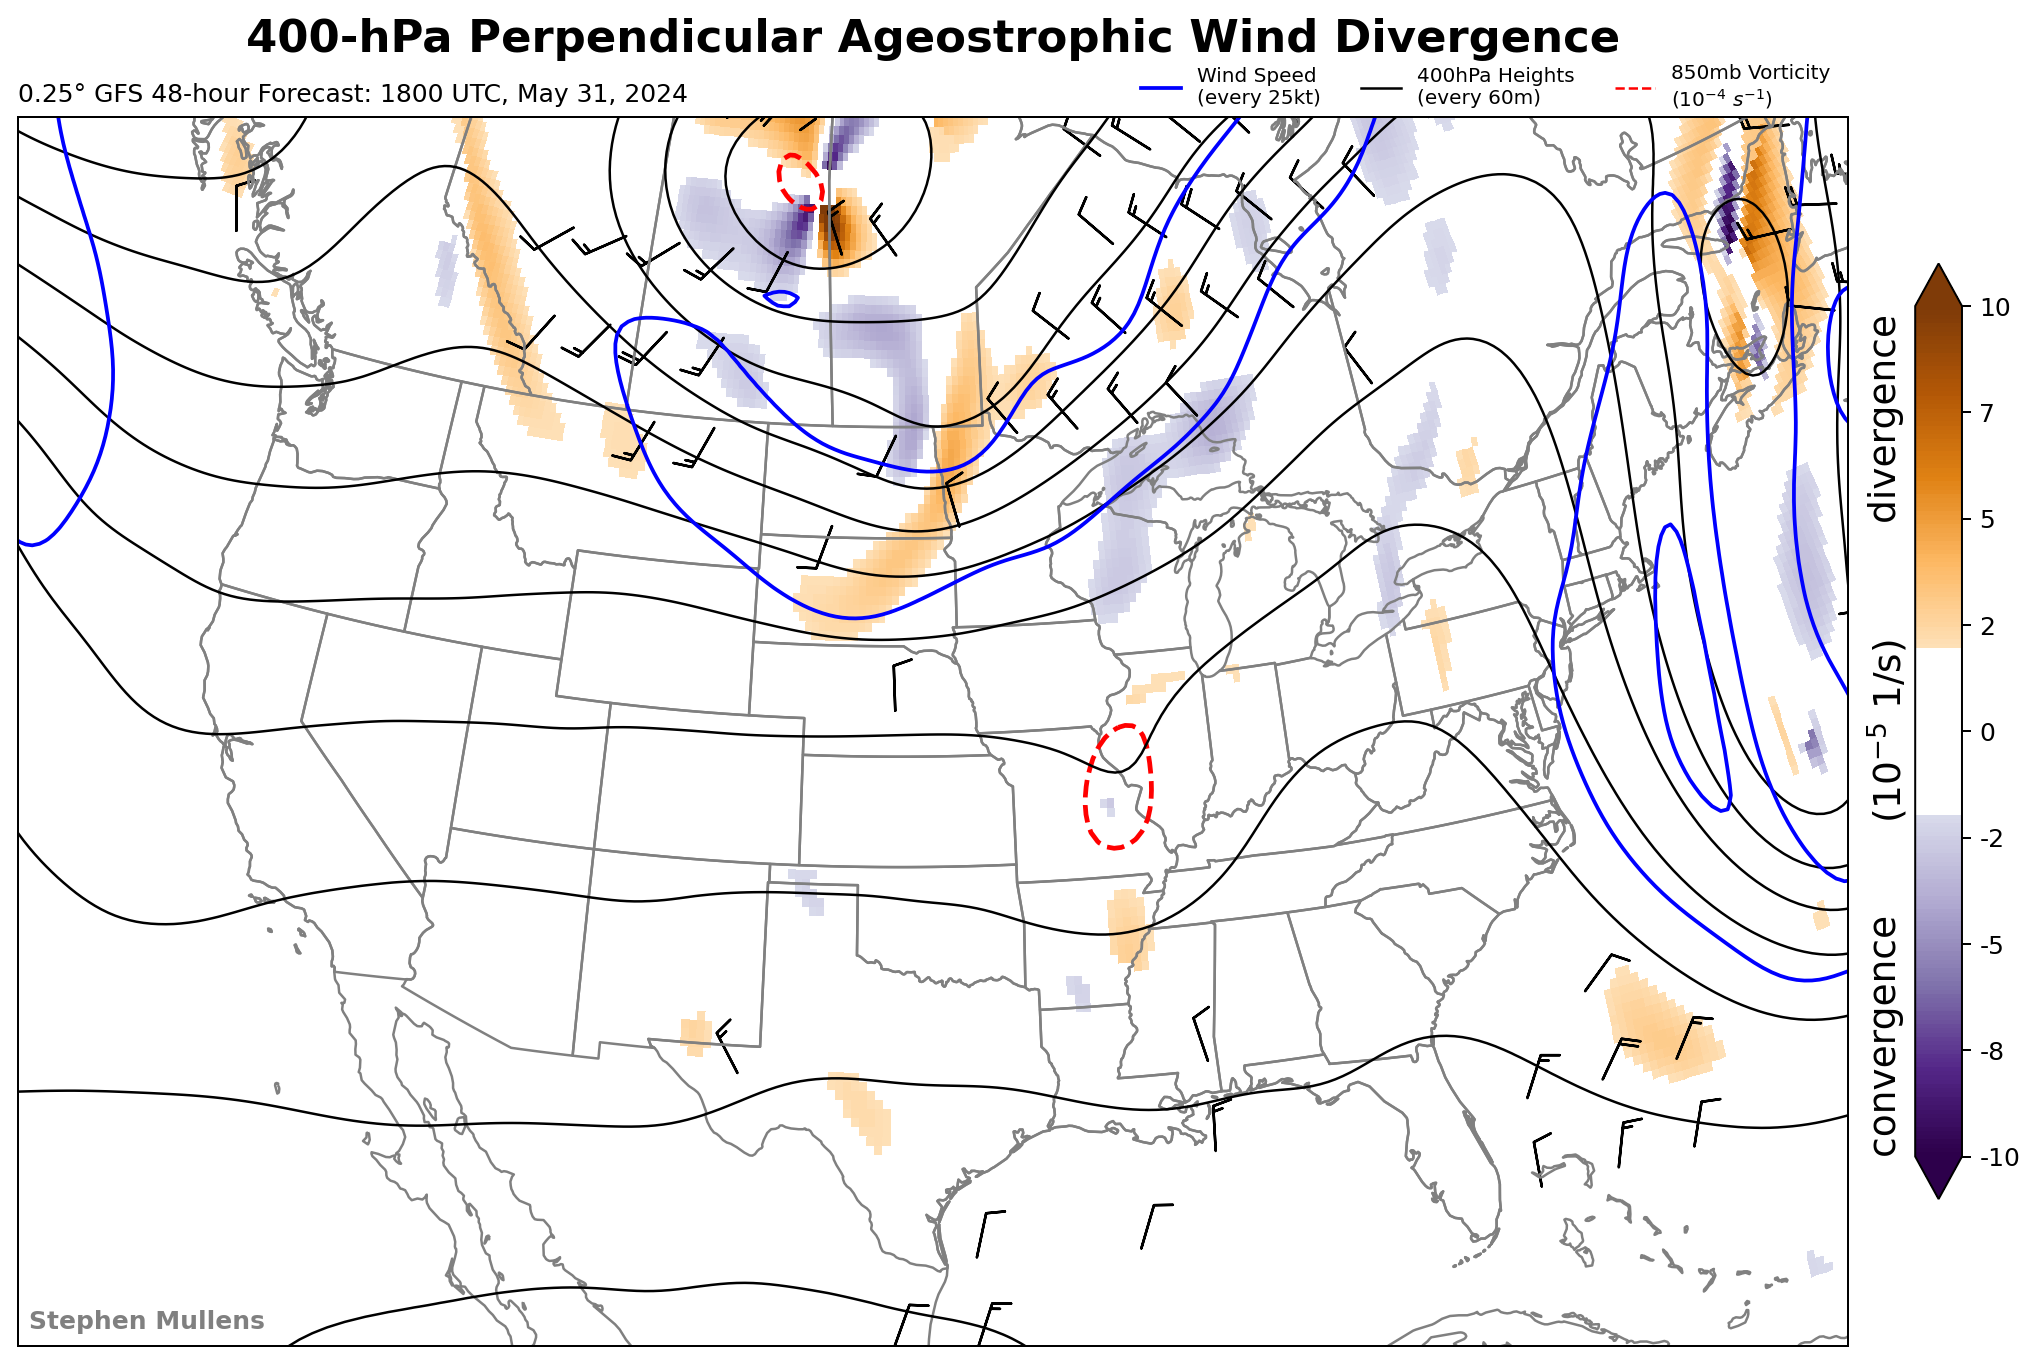 400-hPa Perpendicular Ageostrophic Wind Divergence
0.25° GFS 48-hour Forecast: 1800 UTC, May 31, 2024
Wind Speed
(every 25kt)
400hPa Heights
(every 60m)
850mb Vorticity
(10⁻⁴ s⁻¹)
10
7
5
2
0
-2
-5
-8
-10
convergence (10⁻⁵ 1/s) divergence
Stephen Mullens